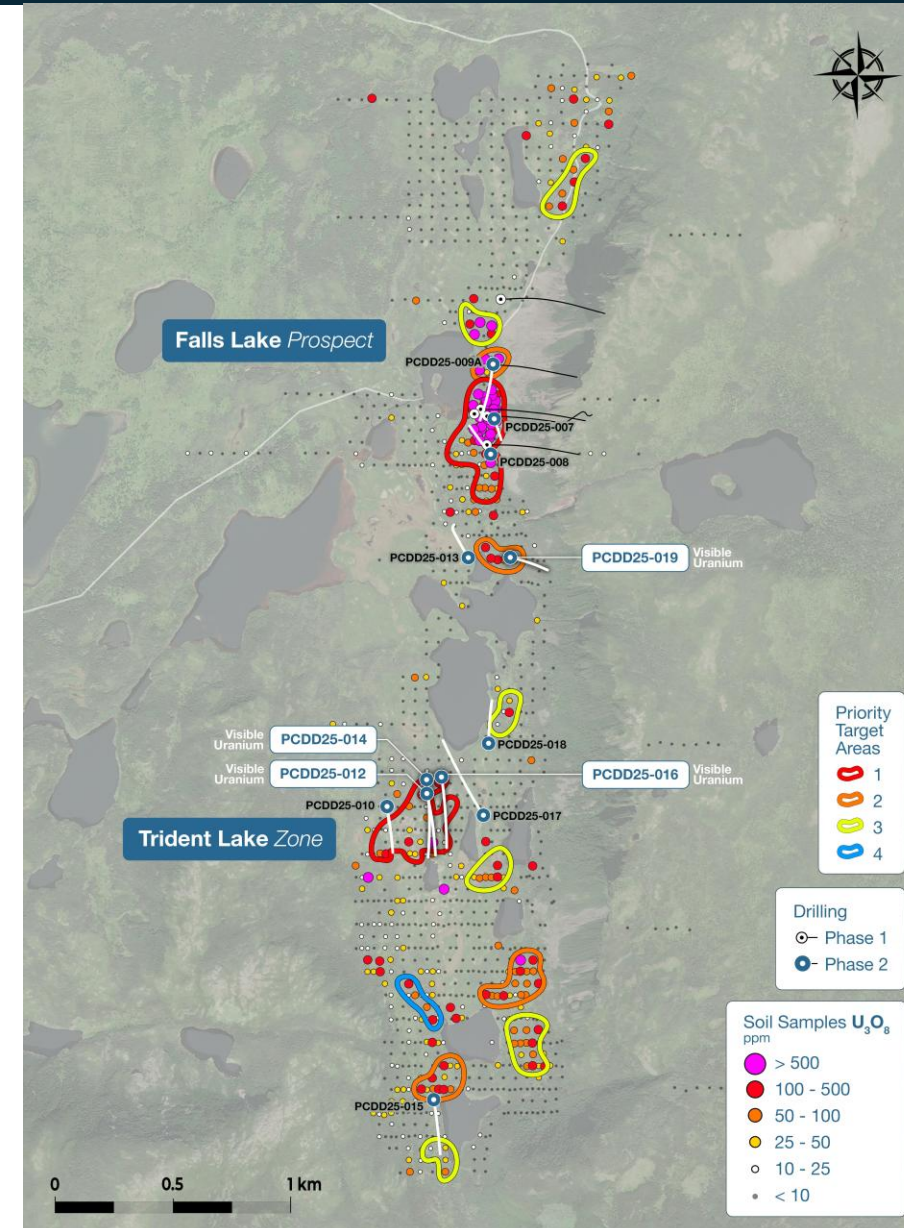 Falls Lake Prospect
PCDD25-009A
PCDD25-007
PCDD25-008
PCDD25-013
PCDD25-019
Visible
Uranium
PCDD25-018
Visible
Uranium
PCDD25-014
Visible
Uranium
PCDD25-012
PCDD25-016
Visible
Uranium
PCDD25-010
PCDD25-017
Trident Lake Zone
PCDD25-015
Priority
Target
Areas
1
2
3
4
Drilling
Phase 1
Phase 2
Soil Samples U₃O₈
ppm
> 500
100 - 500
50 - 100
25 - 50
10 - 25
< 10
0 0.5 1 km